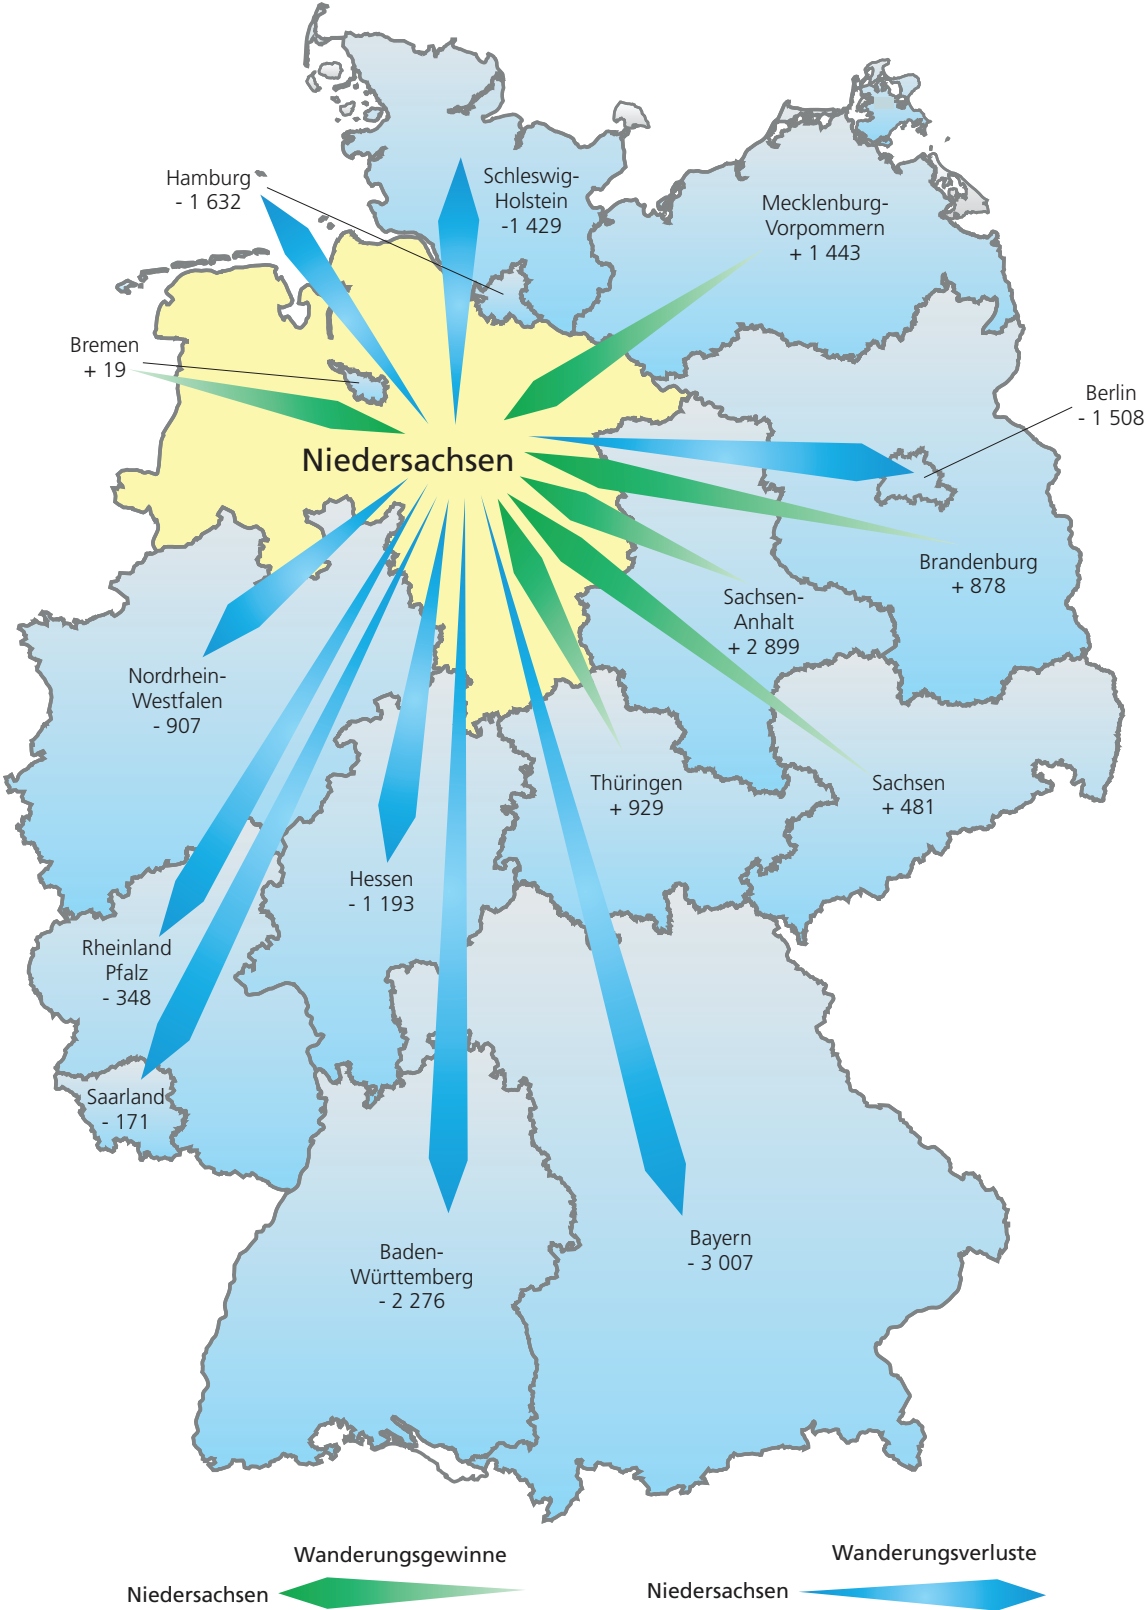 Hamburg
- 1 632
Schleswig-
Holstein
-1 429
Mecklenburg-
Vorpommern
+ 1 443
Bremen
+ 19
Berlin
- 1 508
Niedersachsen
Brandenburg
+ 878
Sachsen-
Anhalt
+ 2 899
Nordrhein-
Westfalen
- 907
Thüringen
+ 929
Sachsen
+ 481
Hessen
- 1 193
Rheinland
Pfalz
- 348
Saarland
- 171
Baden-
Württemberg
- 2 276
Bayern
- 3 007
Wanderungsgewinne
Niedersachsen
Wanderungsverluste
Niedersachsen